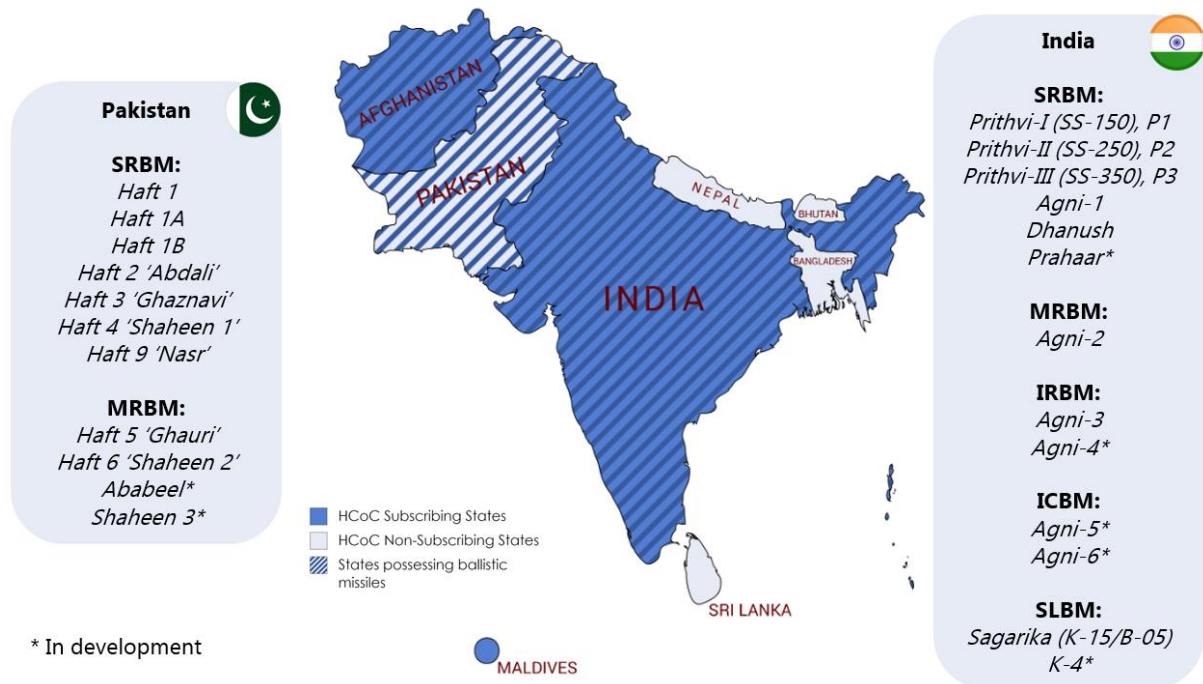 Pakistan
SRBM:
Haft 1
Haft 1A
Haft 1B
Haft 2 ‘Abdali’
Haft 3 ‘Ghaznavi’
Haft 4 ‘Shaheen 1’
Haft 9 ‘Nasr’
MRBM:
Haft 5 ‘Ghauri’
Haft 6 ‘Shaheen 2’
Ababeel*
Shaheen 3*
* In development
AFGHANISTAN
PAKISTAN
NEPAL
BHUTAN
BANGLADESH
INDIA
SRI LANKA
MALDIVES
HCoC Subscribing States
HCoC Non-Subscribing States
States possessing ballistic
missiles
India
SRBM:
Prithvi-I (SS-150), P1
Prithvi-II (SS-250), P2
Prithvi-III (SS-350), P3
Agni-1
Dhanush
Prahaar*
MRBM:
Agni-2
IRBM:
Agni-3
Agni-4*
ICBM:
Agni-5*
Agni-6*
SLBM:
Sagarika (K-15/B-05)
K-4*